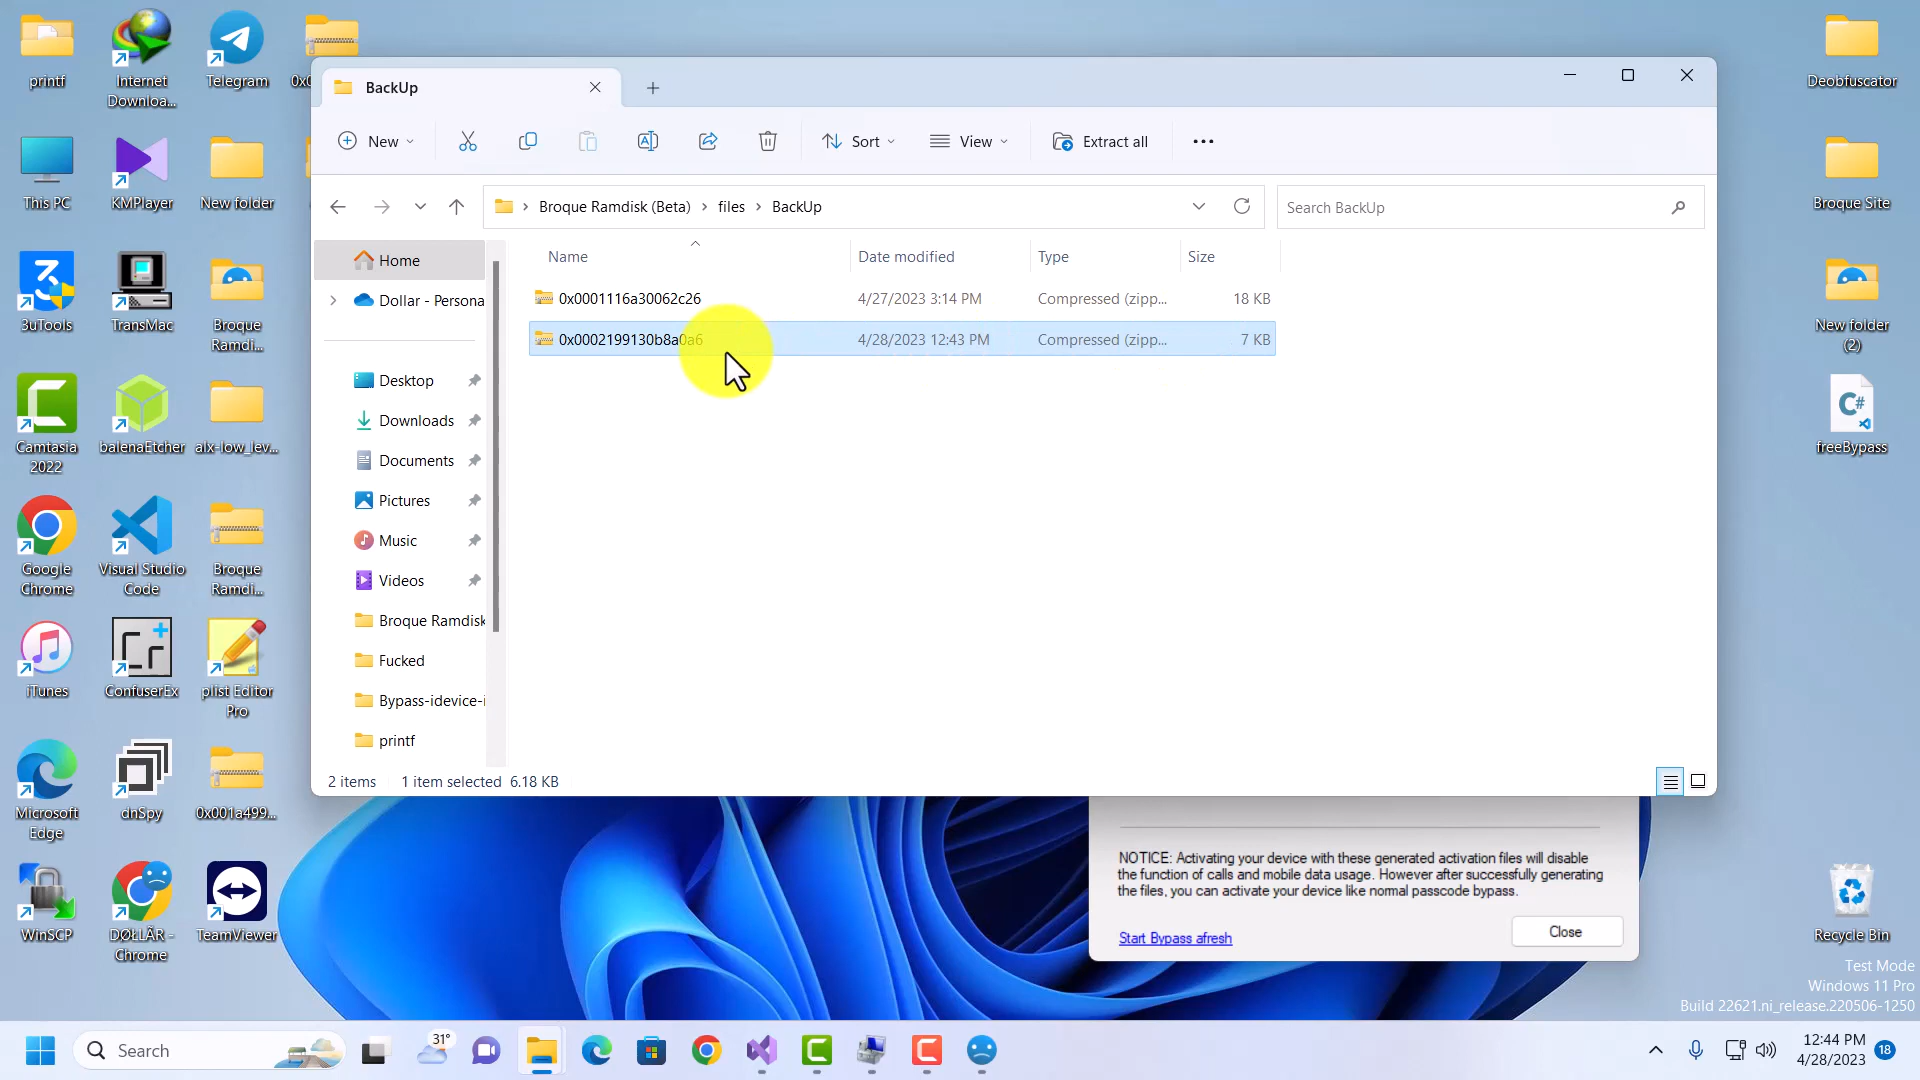 printf
Internet
Downloa...
Telegram
This PC
KMPlayer
New folder
3uTools
TransMac
Broque
Ramdi...
Camtasia
2022
balenaEtcher
alx-low_lev...
Google
Chrome
Visual Studio
Code
Broque
Ramdi...
iTunes
ConfuserEx
plist Editor
Pro
Microsoft
Edge
dnSpy
0x001a499...
WinSCP
DØŁLÃR -
Chrome
TeamViewer
BackUp
New
Sort
View
Extract all
Broque Ramdisk (Beta) > files > BackUp
Search BackUp
Home
Dollar - Persona
Desktop
Downloads
Documents
Pictures
Music
Videos
Broque Ramdisk
Fucked
Bypass-idevice-i
printf
Name Date modified Type Size
0x0001116a30062c26 4/27/2023 3:14 PM Compressed (zipp... 18 KB
0x0002199130b8a0a6 4/28/2023 12:43 PM Compressed (zipp... 7 KB
2 items 1 item selected 6.18 KB
NOTICE: Activating your device with these generated activation files will disable
the function of calls and mobile data usage. However after successfully generating
the files, you can activate your device like normal passcode bypass.
Start Bypass afresh
Close
Deobfuscator
Broque Site
New folder
(2)
C#
freeBypass
Recycle Bin
Test Mode
Windows 11 Pro
Build 22621.ni_release.220506-1250
Search
31°
12:44 PM
4/28/2023
18